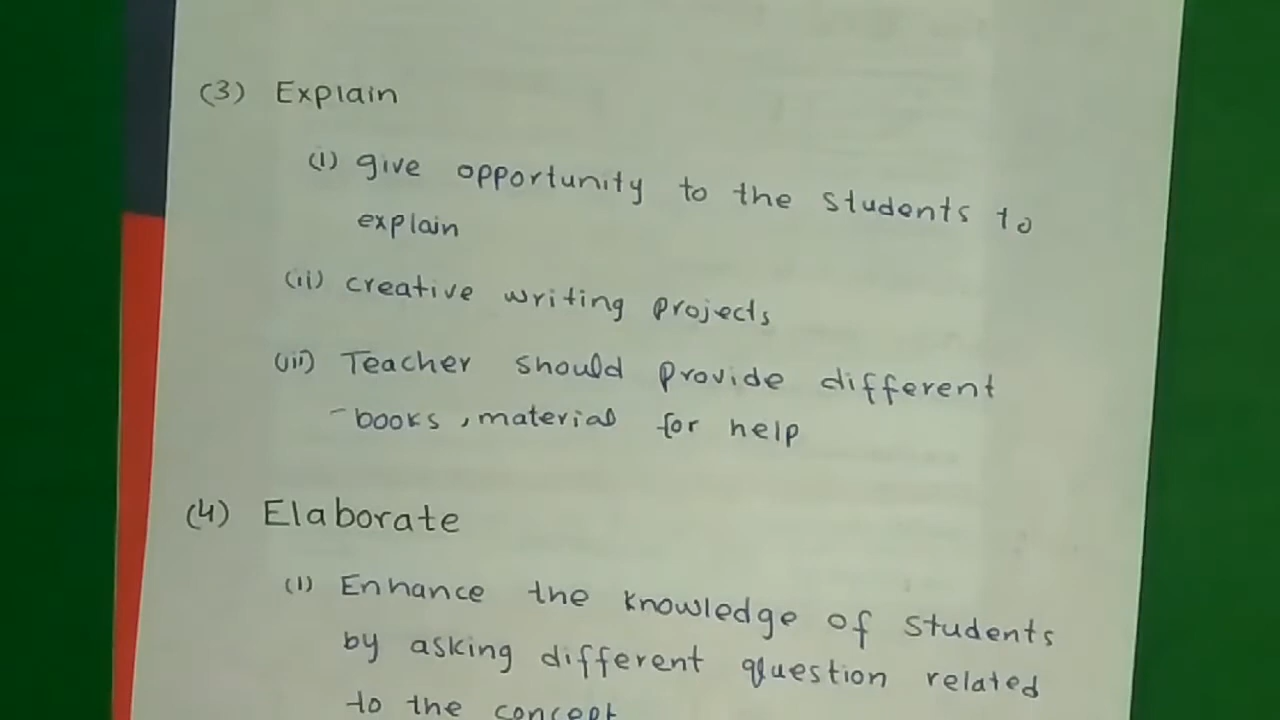 (3) Explain
(i) give opportunity to the students to
explain
(ii) creative writing projects
(iii) Teacher should provide different
books, material for help
(4) Elaborate
(i) Enhance the knowledge of students
by asking different question related
to the concept